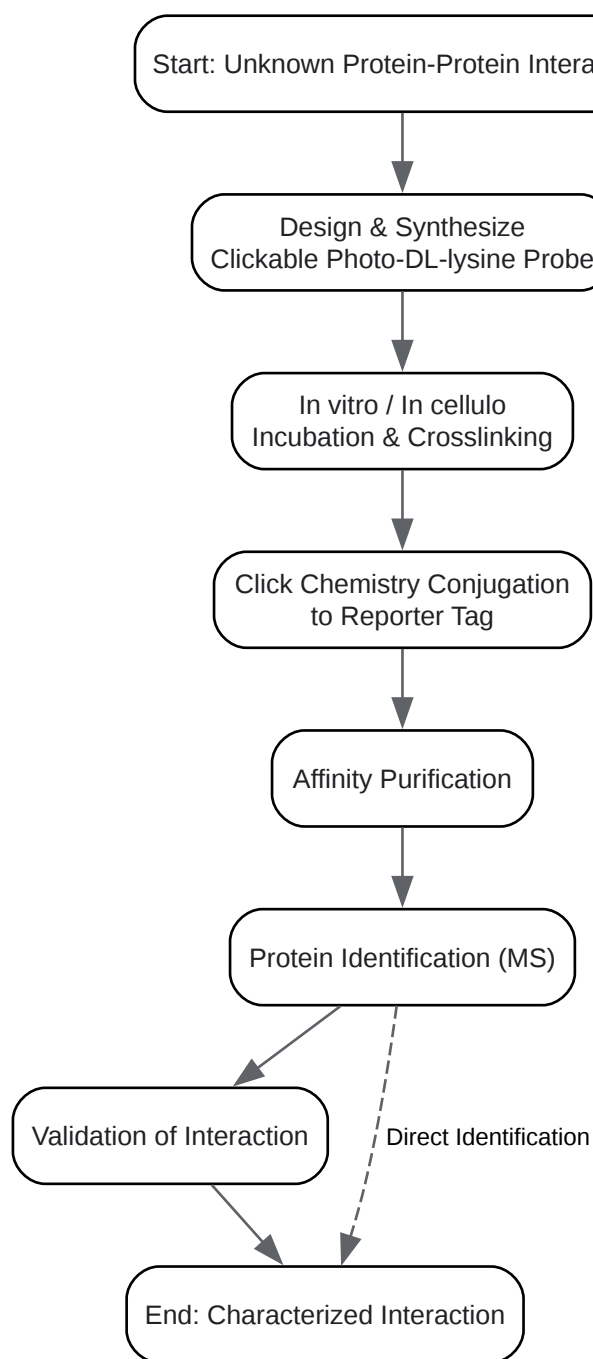 Start: Unknown Protein-Protein
Design & Synthesize
Clickable Photo-DL-lysine Probe
In vitro / In cellulo
Incubation & Crosslinking
Click Chemistry Conjugation
to Reporter Tag
Affinity Purification
Protein Identification (MS)
Validation of Interaction
Direct Identification
End: Characterized Interaction